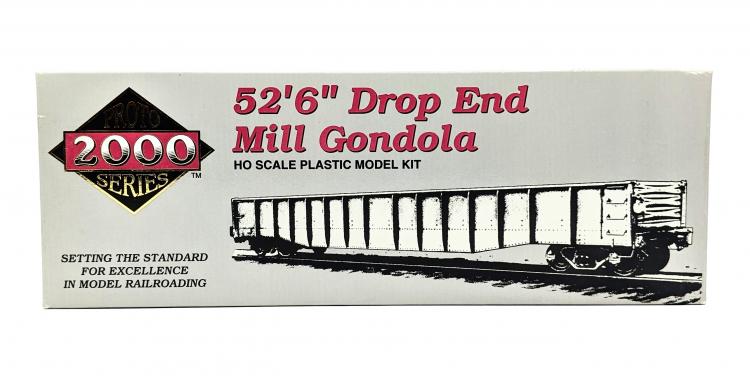 PROTO
2000
SERIES
TM
SETTING THE STANDARD
FOR EXCELLENCE
IN MODEL RAILROADING
52'6" Drop End
Mill Gondola
HO SCALE PLASTIC MODEL KIT